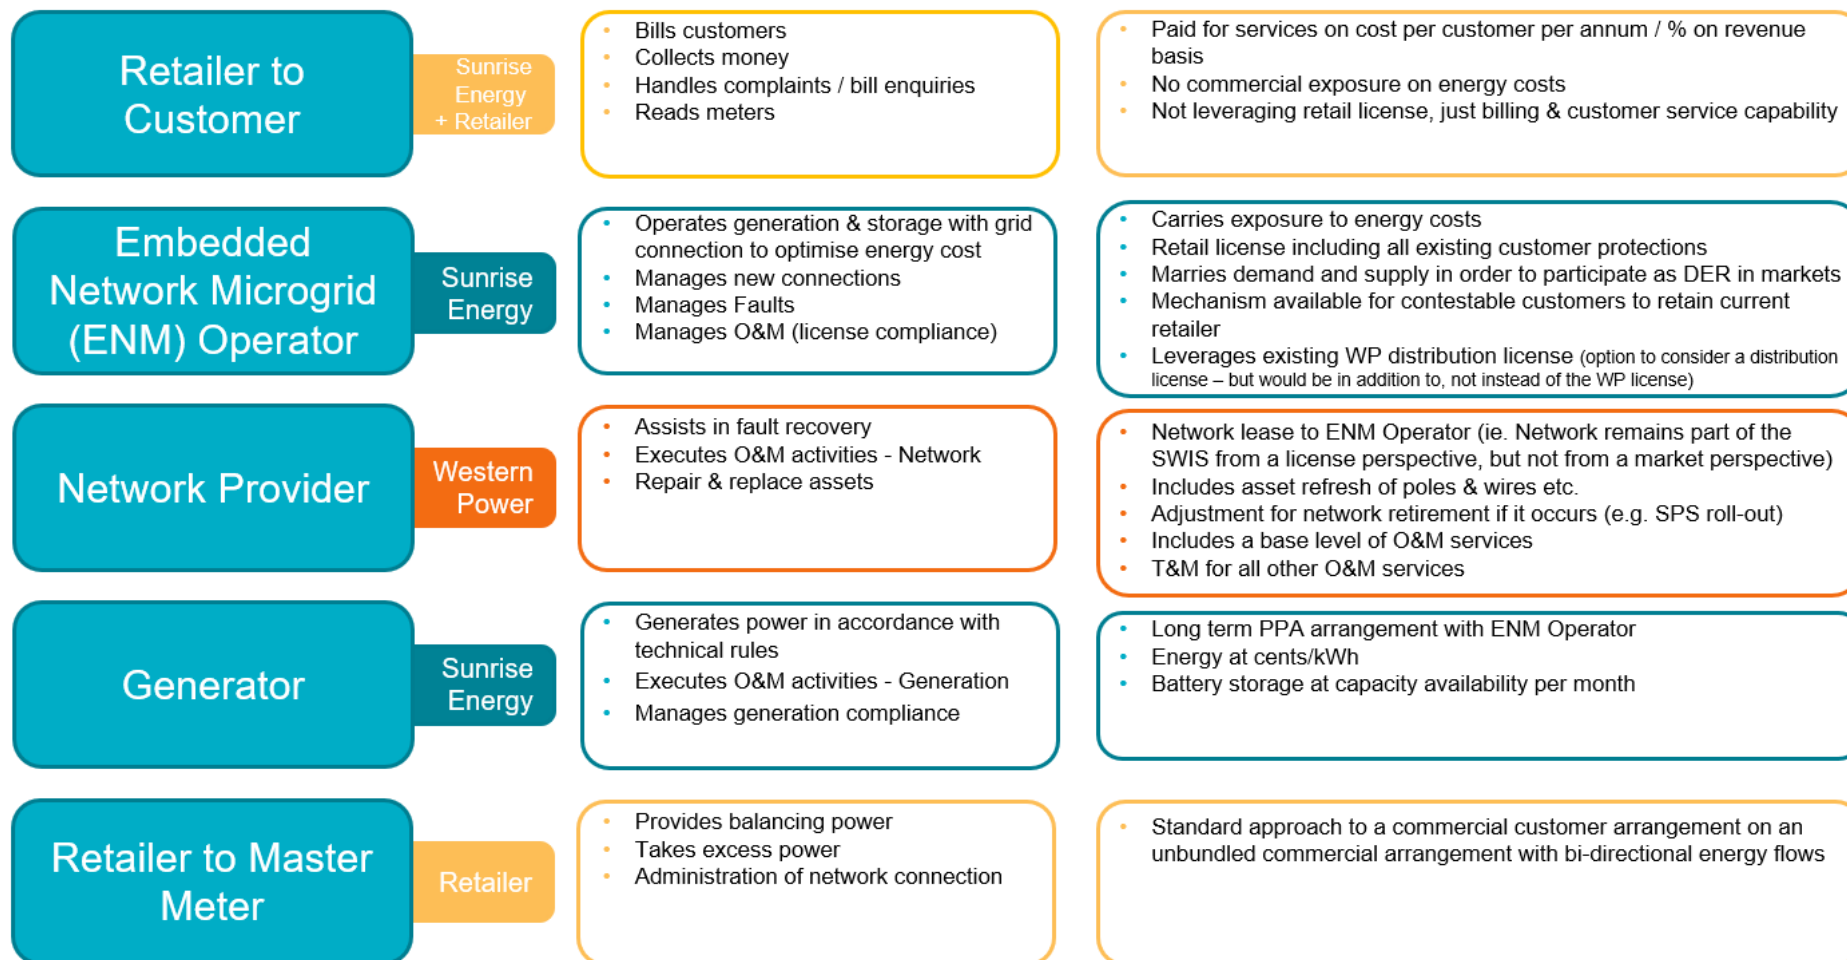 Retailer to
Customer
Sunrise
Energy
+ Retailer
• Bills customers
• Collects money
• Handles complaints / bill enquiries
• Reads meters
• Paid for services on cost per customer per annum / % on revenue
basis
• No commercial exposure on energy costs
• Not leveraging retail license, just billing & customer service capability
Embedded
Network Microgrid
(ENM) Operator
Sunrise
Energy
• Operates generation & storage with grid
connection to optimise energy cost
• Manages new connections
• Manages Faults
• Manages O&M (license compliance)
• Carries exposure to energy costs
• Retail license including all existing customer protections
• Marries demand and supply in order to participate as DER in markets
• Mechanism available for contestable customers to retain current
retailer
• Leverages existing WP distribution license (option to consider a distribution
license – but would be in addition to, not instead of the WP license)
Network Provider
Western
Power
• Assists in fault recovery
• Executes O&M activities - Network
• Repair & replace assets
• Network lease to ENM Operator (ie. Network remains part of the
SWIS from a license perspective, but not from a market perspective)
• Includes asset refresh of poles & wires etc.
• Adjustment for network retirement if it occurs (e.g. SPS roll-out)
• Includes a base level of O&M services
• T&M for all other O&M services
Generator
Sunrise
Energy
• Generates power in accordance with
technical rules
• Executes O&M activities - Generation
• Manages generation compliance
• Long term PPA arrangement with ENM Operator
• Energy at cents/kWh
• Battery storage at capacity availability per month
Retailer to Master
Meter
Retailer
• Provides balancing power
• Takes excess power
• Administration of network connection
• Standard approach to a commercial customer arrangement on an
unbundled commercial arrangement with bi-directional energy flows